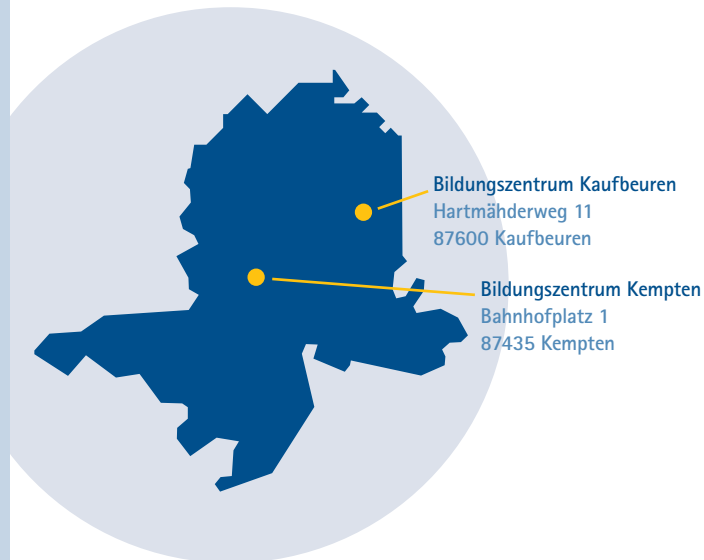 Bildungszentrum Kaufbeuren
Hartmähderweg 11
87600 Kaufbeuren
Bildungszentrum Kempten
Bahnhofplatz 1
87435 Kempten